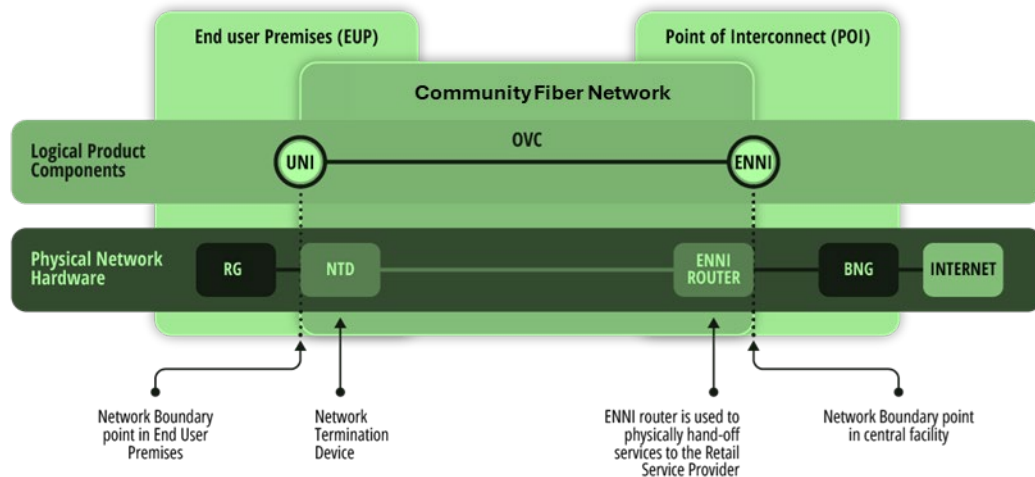 End user Premises (EUP)
Point of Interconnect (POI)
Community Fiber Network
Logical Product
Components
UNI
OVC
ENNI
Physical Network
Hardware
RG
NTD
ENNI
ROUTER
BNG
INTERNET
Network Boundary
point in End User
Premises
Network
Termination
Device
ENNI router is used to
physically hand-off
services to the Retail
Service Provider
Network Boundary point
in central facility